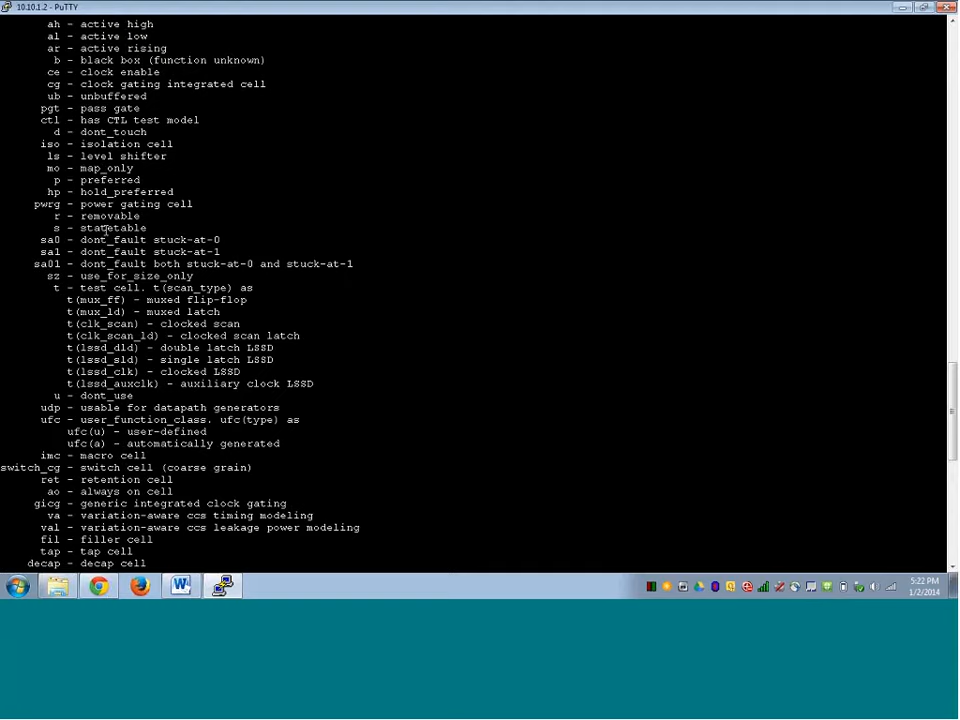 10.10.1.2 - PuTTY
ah - active high
al - active low
ar - active rising
b - black box (function unknown)
ce - clock enable
cg - clock gating integrated cell
ub - unbuffered
pgt - pass gate
ctl - has CTL test model
d - dont_touch
iso - isolation cell
ls - level shifter
mo - map_only
p - preferred
hp - hold_preferred
pwrg - power gating cell
r - removable
s - statetable
sa0 - dont_fault stuck-at-0
sa1 - dont_fault stuck-at-1
sa01 - dont_fault both stuck-at-0 and stuck-at-1
sz - use_for_size_only
t - test cell. t(scan_type) as
t(mux_ff) - muxed flip-flop
t(mux_ld) - muxed latch
t(clk_scan) - clocked scan
t(clk_scan_ld) - clocked scan latch
t(lssd_dld) - double latch LSSD
t(lssd_sld) - single latch LSSD
t(lssd_clk) - clocked LSSD
t(lssd_auxclk) - auxiliary clock LSSD
u - dont_use
udp - usable for datapath generators
ufc - user_function_class. ufc(type) as
ufc(u) - user-defined
ufc(a) - automatically generated
imc - macro cell
switch_cg - switch cell (coarse grain)
ret - retention cell
ao - always on cell
gicg - generic integrated clock gating
va - variation-aware ccs timing modeling
val - variation-aware ccs leakage power modeling
fil - filler cell
tap - tap cell
decap - decap cell
5:22 PM
1/2/2014